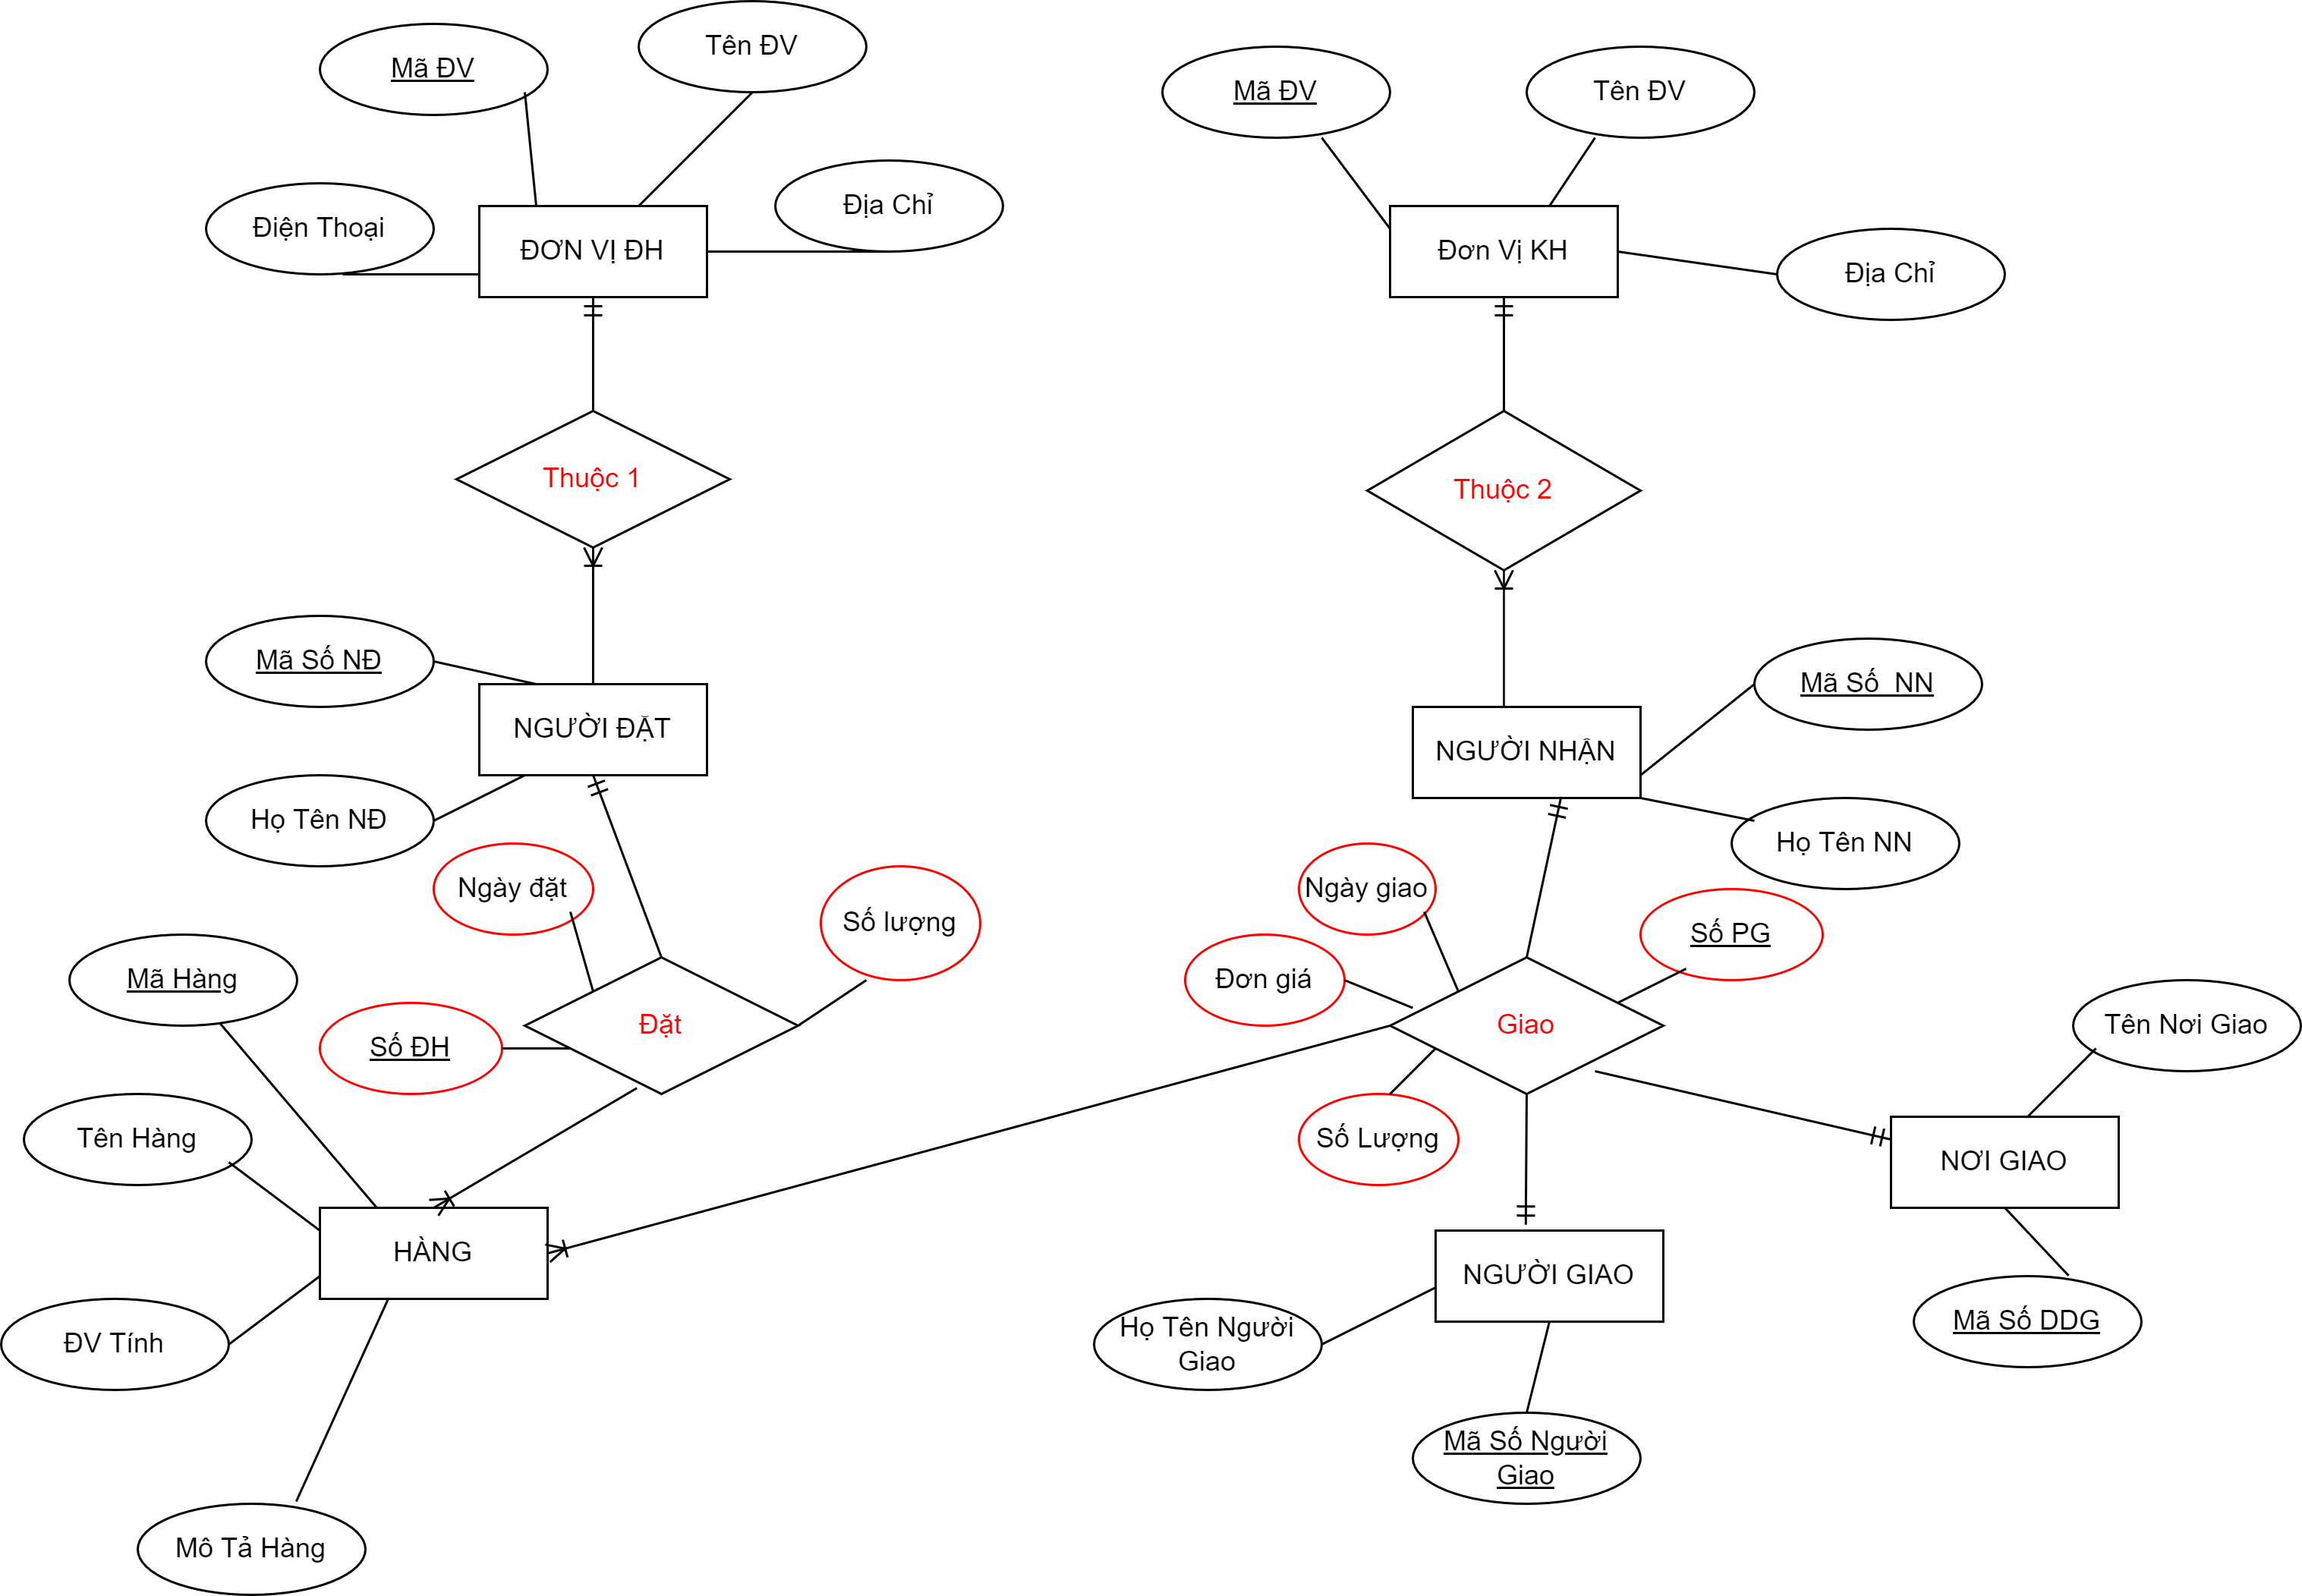 Mã ĐV
Tên ĐV
Mã ĐV
Tên ĐV
Điện Thoại
Địa Chỉ
ĐƠN VỊ ĐH
Đơn Vị KH
Địa Chỉ
Thuộc 1
Thuộc 2
Mã Số NĐ
Mã Số  NN
NGƯỜI ĐẶT
NGƯỜI NHẬN
Họ Tên NĐ
Họ Tên NN
Ngày đặt
Số lượng
Ngày giao
Số PG
Mã Hàng
Đơn giá
Số ĐH
Đặt
Giao
Tên Nơi Giao
Tên Hàng
Số Lượng
NƠI GIAO
HÀNG
NGƯỜI GIAO
ĐV Tính
Họ Tên Người
Giao
Mã Số DDG
Mã Số Người
Giao
Mô Tả Hàng